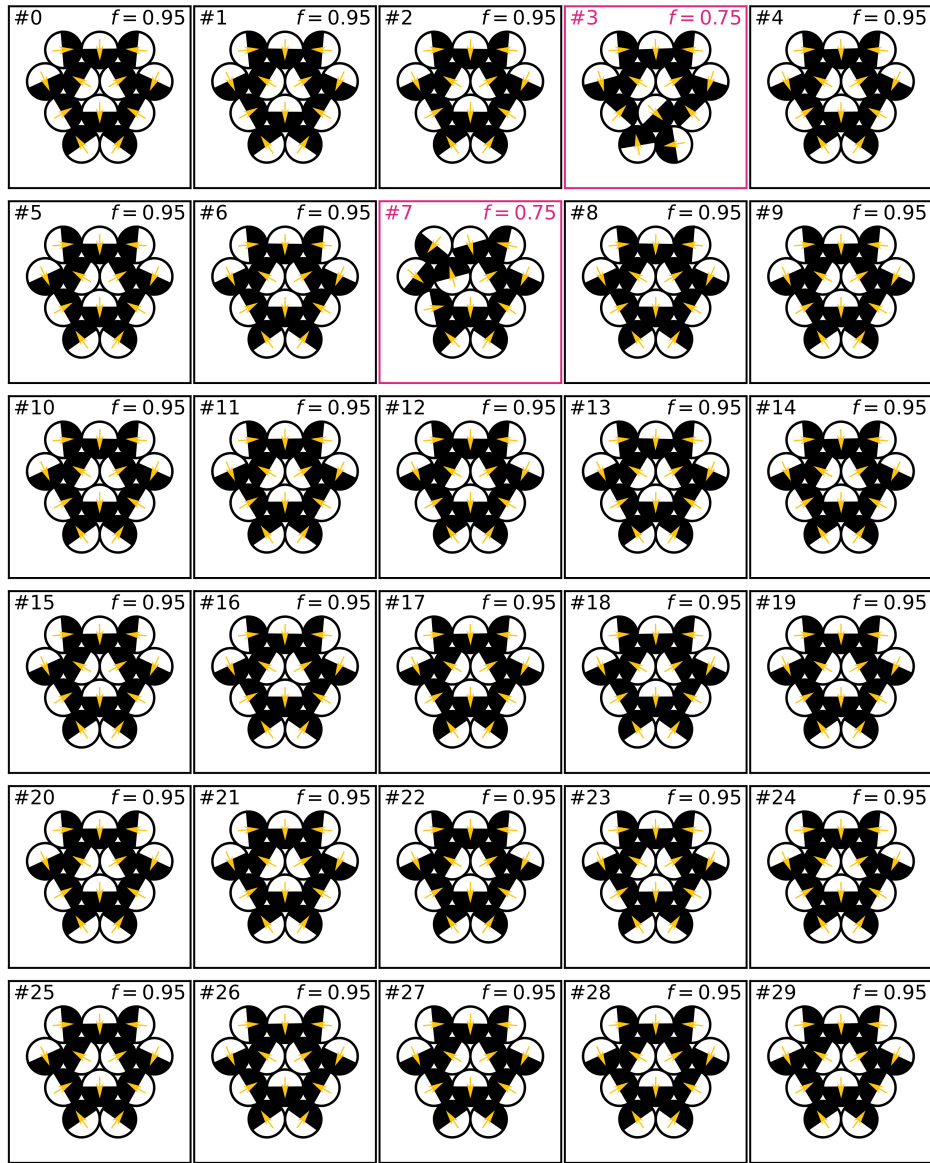 #0 f = 0.95 #1 f = 0.95 #2 f = 0.95 #3 f = 0.75 #4 f = 0.95
#5 f = 0.95 #6 f = 0.95 #7 f = 0.75 #8 f = 0.95 #9 f = 0.95
#10 f = 0.95 #11 f = 0.95 #12 f = 0.95 #13 f = 0.95 #14 f = 0.95
#15 f = 0.95 #16 f = 0.95 #17 f = 0.95 #18 f = 0.95 #19 f = 0.95
#20 f = 0.95 #21 f = 0.95 #22 f = 0.95 #23 f = 0.95 #24 f = 0.95
#25 f = 0.95 #26 f = 0.95 #27 f = 0.95 #28 f = 0.95 #29 f = 0.95